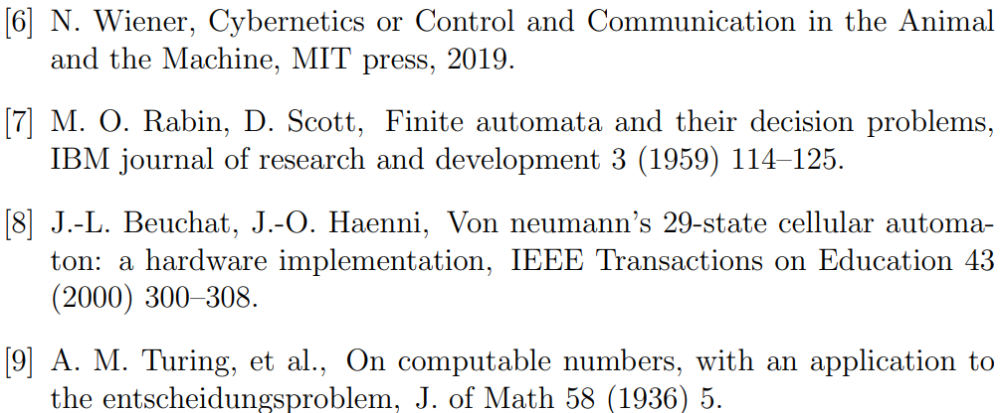 [6] N. Wiener, Cybernetics or Control and Communication in the Animal
and the Machine, MIT press, 2019.
[7] M. O. Rabin, D. Scott, Finite automata and their decision problems,
IBM journal of research and development 3 (1959) 114–125.
[8] J.-L. Beuchat, J.-O. Haenni, Von neumann's 29-state cellular automa-
ton: a hardware implementation, IEEE Transactions on Education 43
(2000) 300–308.
[9] A. M. Turing, et al., On computable numbers, with an application to
the entscheidungsproblem, J. of Math 58 (1936) 5.